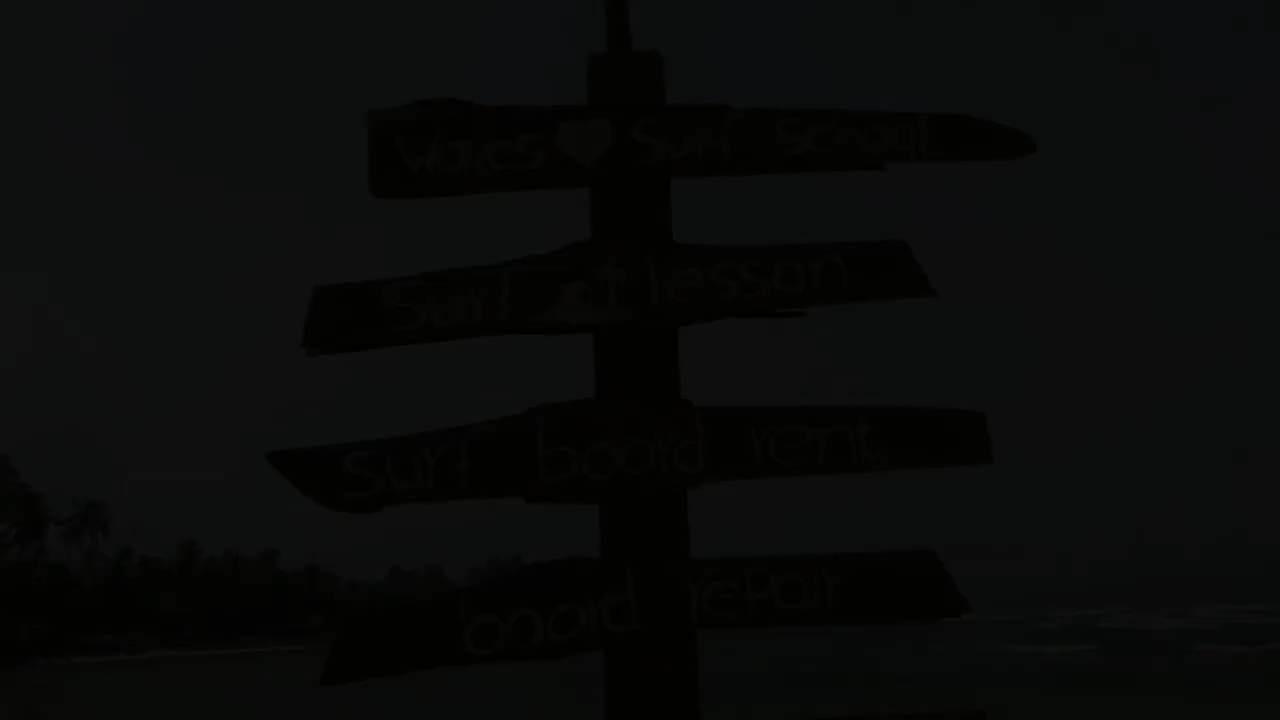 Waves Surf school
Surf lesson
Surf board rent
board repair